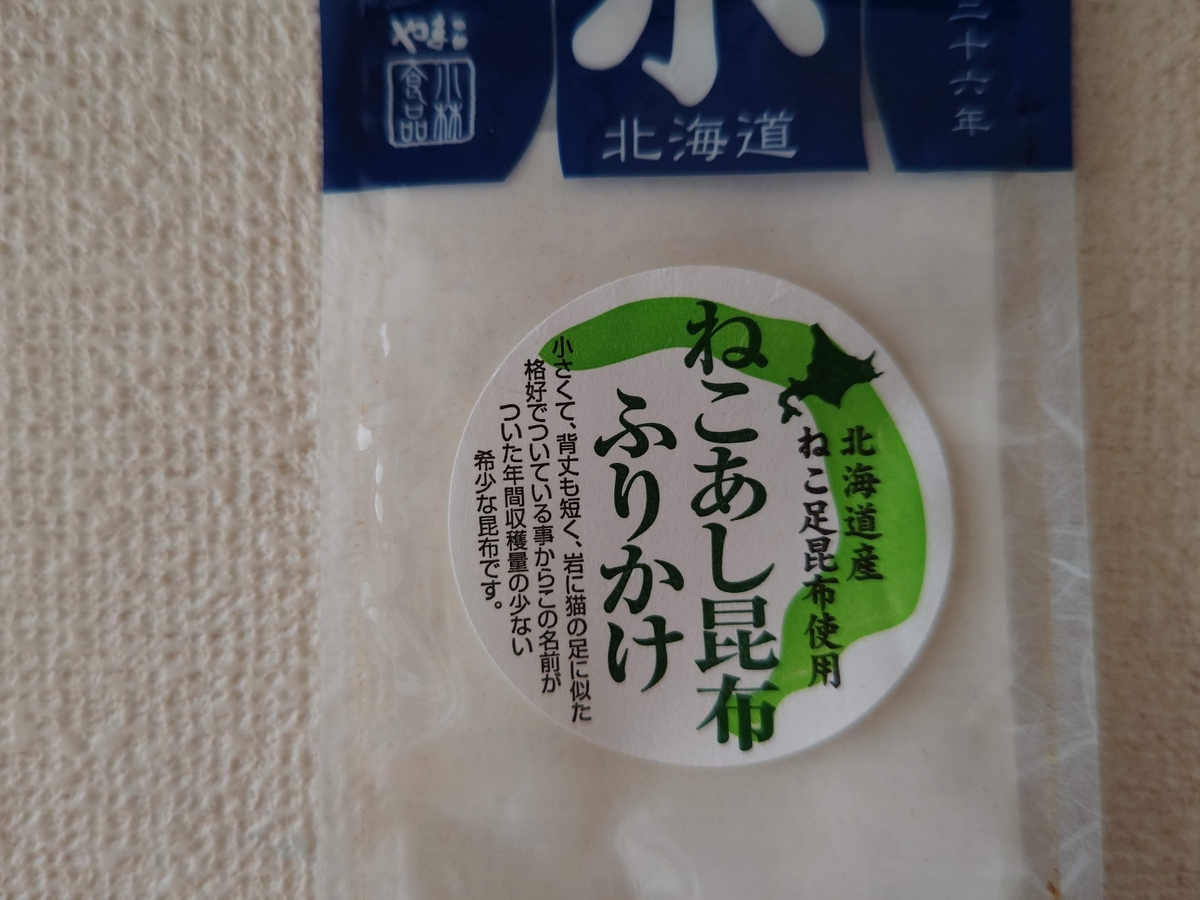 やまこ
小林
食品
北海道
二十六年
北海道産
ねこ足昆布使用
ねこあし昆布
ふりかけ
小さくて、背丈も短く、岩に猫の足に似た
格好でついている事からこの名前が
ついた年間収穫量の少ない
希少な昆布です。